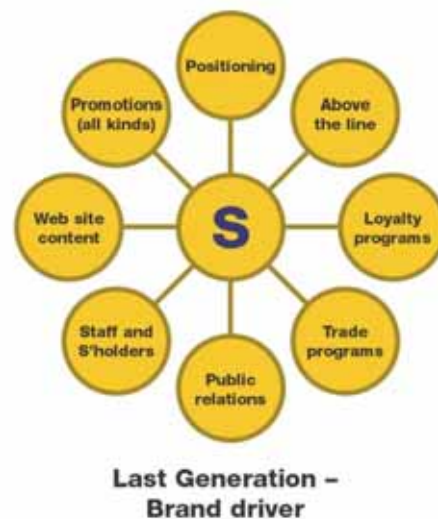 Positioning
Above
the line
Loyalty
programs
Trade
programs
Public
relations
Staff and
S'holders
Web site
content
Promotions
(all kinds)
S
Last Generation –
Brand driver